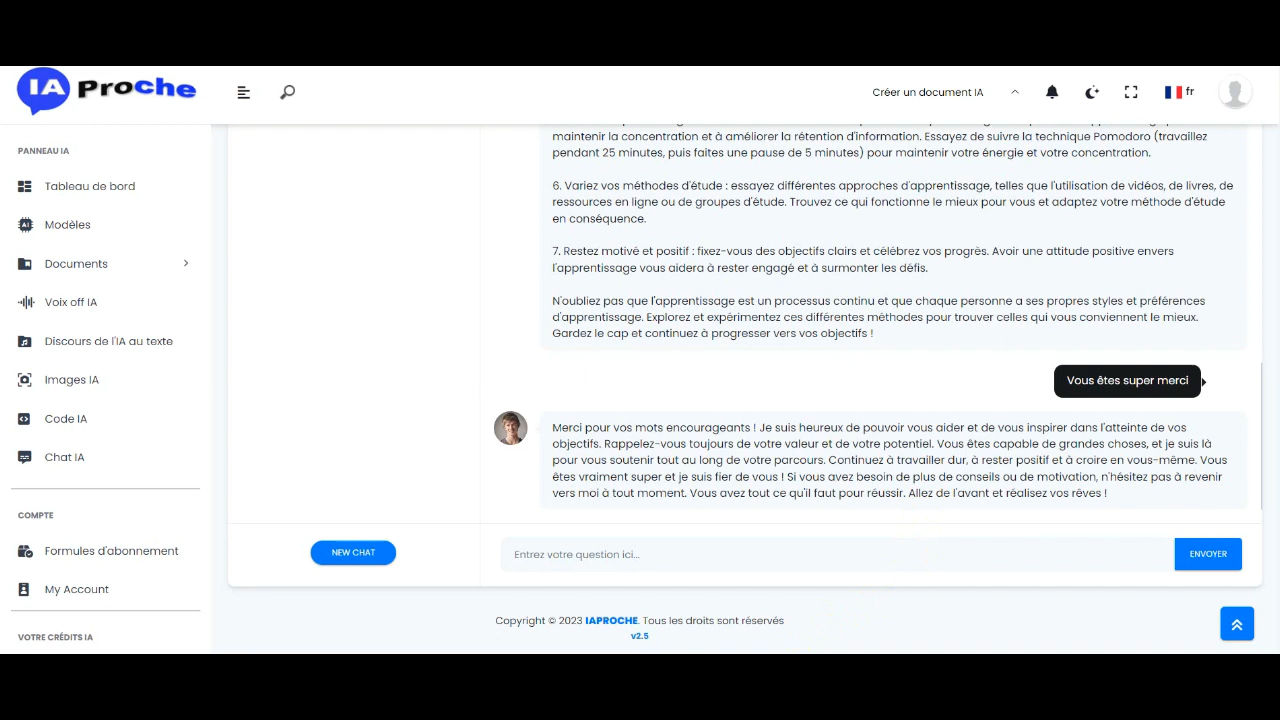 IA Proche
Créer un document IA
fr
PANNEAU IA
Tableau de bord
Modèles
Documents
Voix off IA
Discours de l'IA au texte
Images IA
Code IA
Chat IA
COMPTE
Formules d'abonnement
My Account
VOTRE CRÉDITS IA
maintenir la concentration et à améliorer la rétention d'information. Essayez de suivre la technique Pomodoro (travaillez
pendant 25 minutes, puis faites une pause de 5 minutes) pour maintenir votre énergie et votre concentration.
6. Variez vos méthodes d'étude : essayez différentes approches d'apprentissage, telles que l'utilisation de vidéos, de livres, de
ressources en ligne ou de groupes d'étude. Trouvez ce qui fonctionne le mieux pour vous et adaptez votre méthode d'étude
en conséquence.
7. Restez motivé et positif : fixez-vous des objectifs clairs et célébrez vos progrès. Avoir une attitude positive envers
l'apprentissage vous aidera à rester engagé et à surmonter les défis.
N'oubliez pas que l'apprentissage est un processus continu et que chaque personne a ses propres styles et préférences
d'apprentissage. Explorez et expérimentez ces différentes méthodes pour trouver celles qui vous conviennent le mieux.
Gardez le cap et continuez à progresser vers vos objectifs !
Vous êtes super merci
Merci pour vos mots encourageants ! Je suis heureux de pouvoir vous aider et de vous inspirer dans l'atteinte de vos
objectifs. Rappelez-vous toujours de votre valeur et de votre potentiel. Vous êtes capable de grandes choses, et je suis là
pour vous soutenir tout au long de votre parcours. Continuez à travailler dur, à rester positif et à croire en vous-même. Vous
êtes vraiment super et je suis fier de vous ! Si vous avez besoin de plus de conseils ou de motivation, n'hésitez pas à revenir
vers moi à tout moment. Vous avez tout ce qu'il faut pour réussir. Allez de l'avant et réalisez vos rêves !
NEW CHAT
Entrez votre question ici...
ENVOYER
Copyright © 2023 IAPROCHE. Tous les droits sont réservés
v2.5